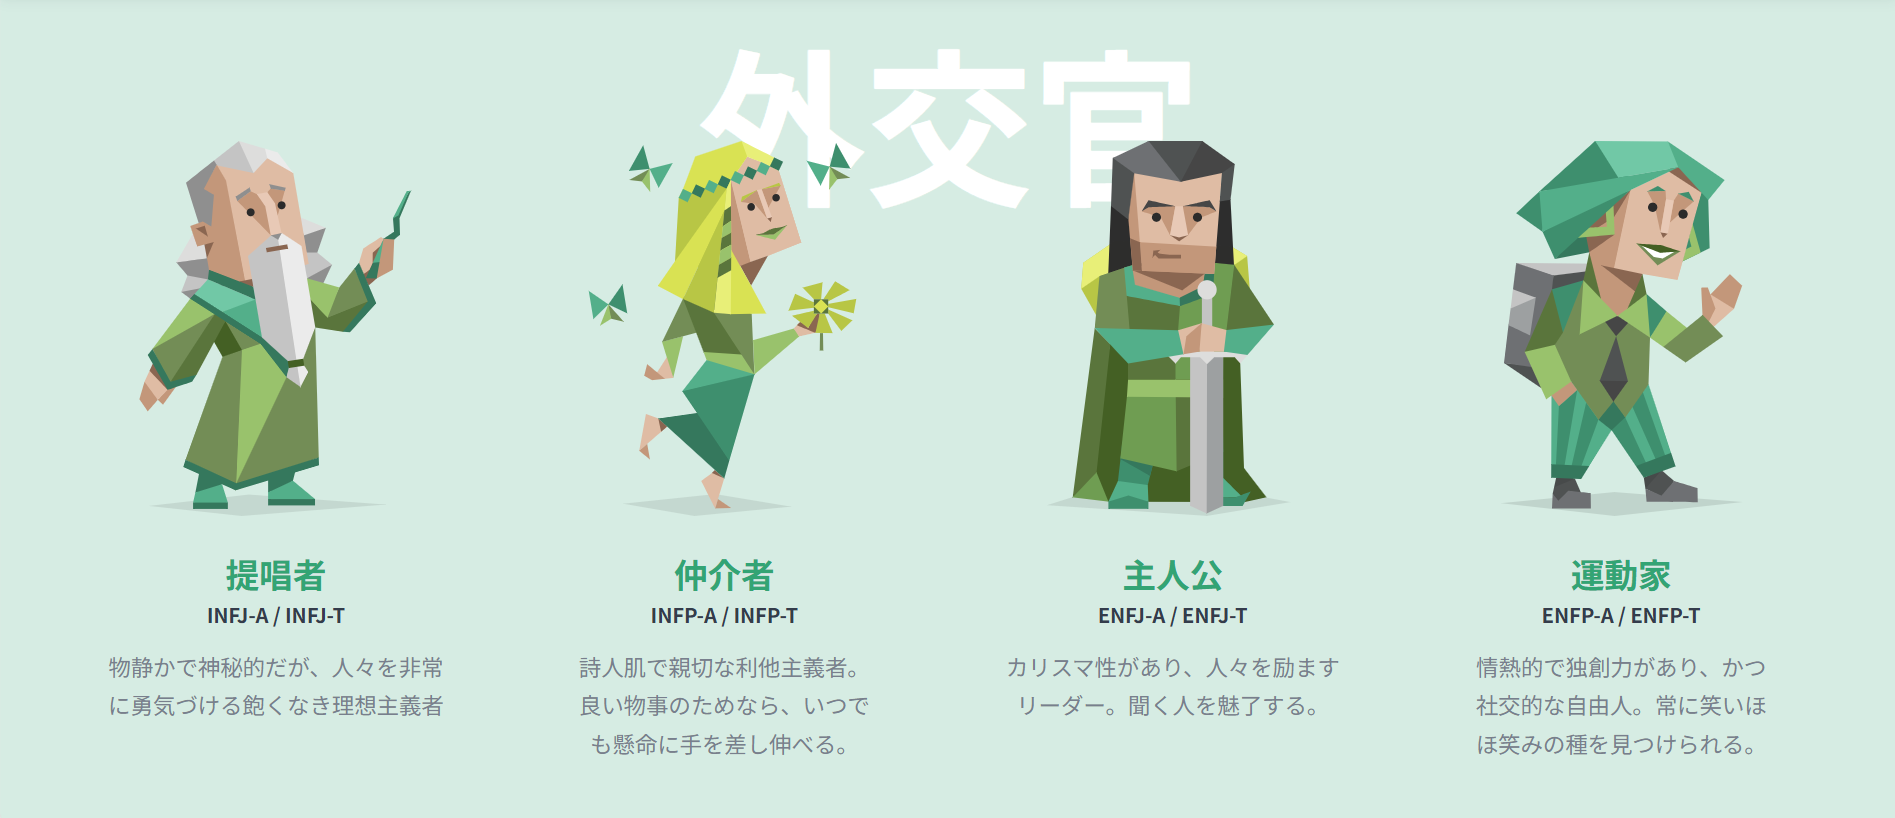 外交官
提唱者
INFJ-A / INFJ-T
物静かで神秘的だが、人々を非常
に勇気づける飽くなき理想主義者
仲介者
INFP-A / INFP-T
詩人肌で親切な利他主義者。
良い物事のためなら、いつで
も懸命に手を差し伸べる。
主人公
ENFJ-A / ENFJ-T
カリスマ性があり、人々を励ます
リーダー。聞く人を魅了する。
運動家
ENFP-A / ENFP-T
情熱的で独創力があり、かつ
社交的な自由人。常に笑いほ
ほ笑みの種を見つけられる。